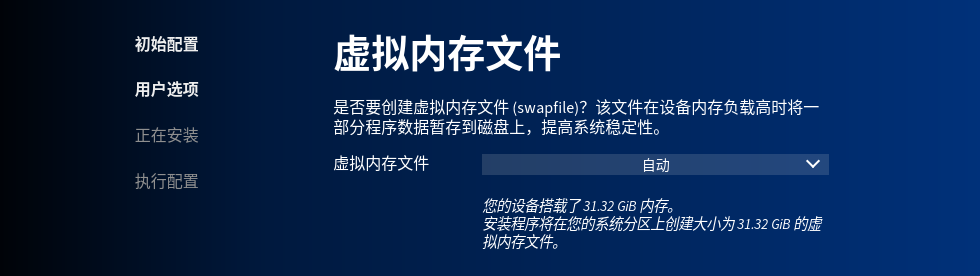 初始配置
用户选项
正在安装
执行配置
虚拟内存文件
是否要创建虚拟内存文件 (swapfile)？该文件在设备内存负载高时将一
部分程序数据暂存到磁盘上，提高系统稳定性。
虚拟内存文件
自动
您的设备搭载了 31.32 GiB 内存。
安装程序将在您的系统分区上创建大小为 31.32 GiB 的虚
拟内存文件。